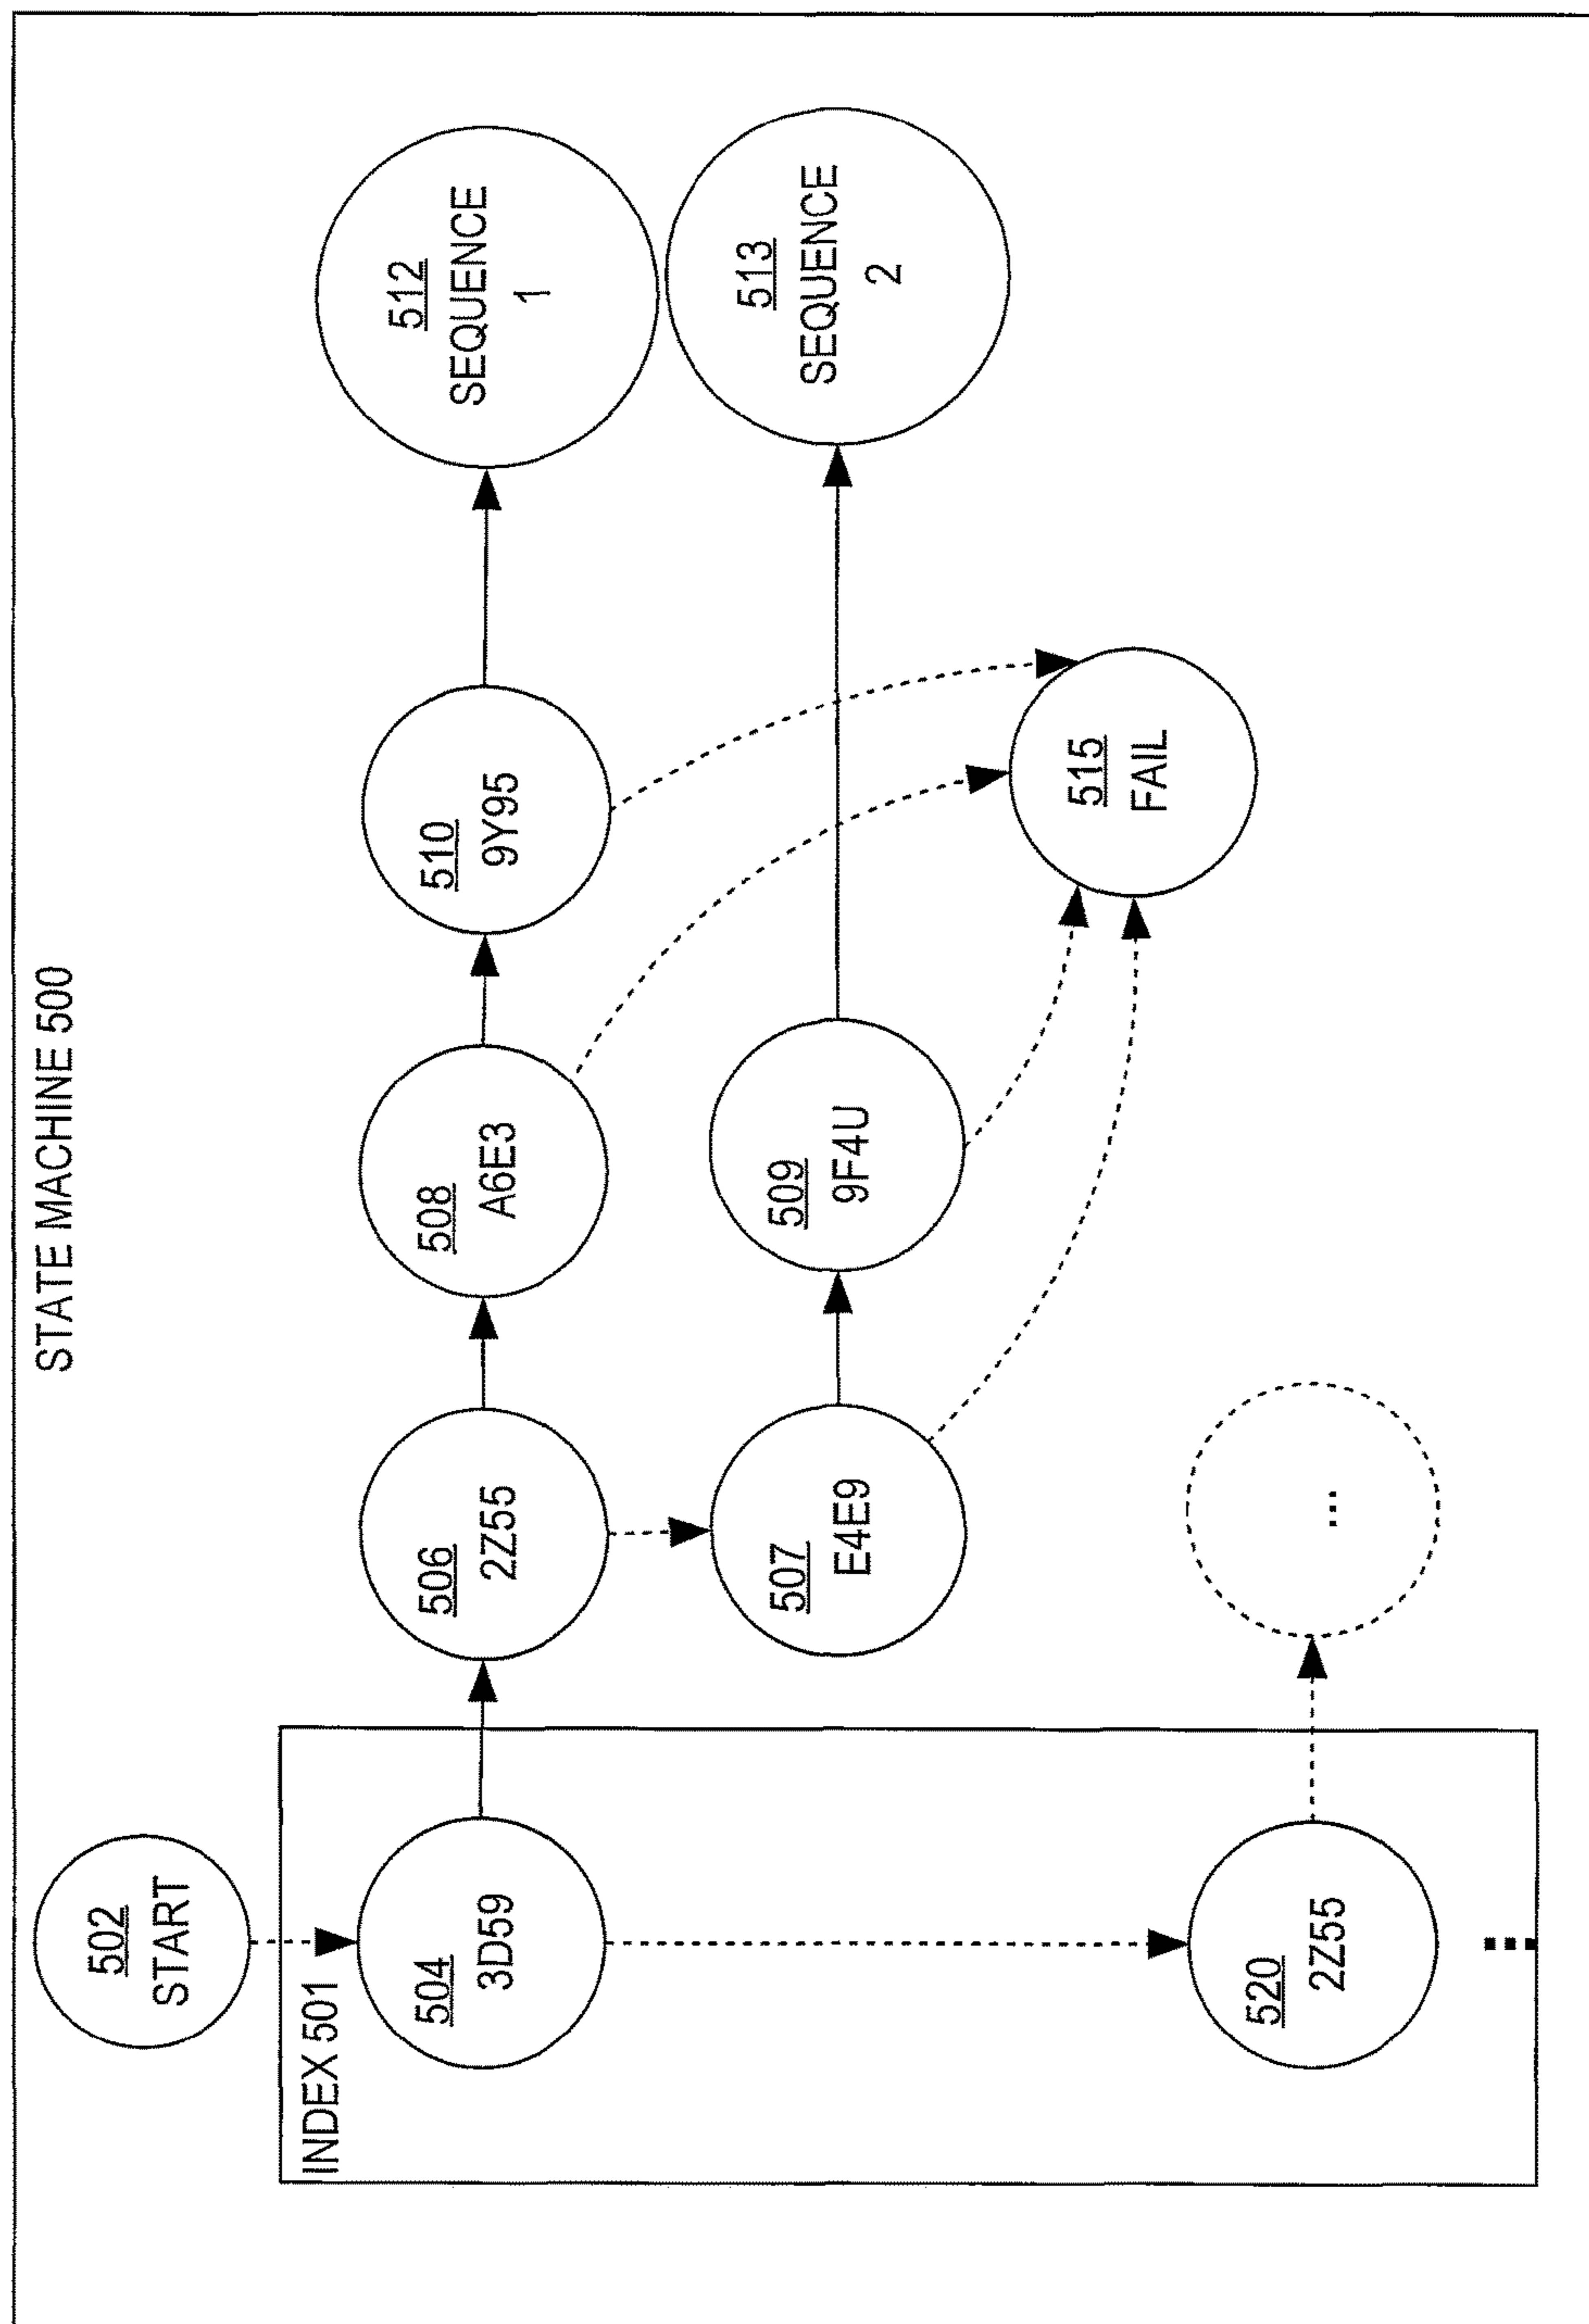 STATE MACHINE 500
502
START
INDEX 501
504
3D59
506
2Z55
508
A6E3
510
9Y95
512
SEQUENCE
1
507
E4E9
509
9F4U
513
SEQUENCE
2
515
FAIL
520
2Z55
...
...